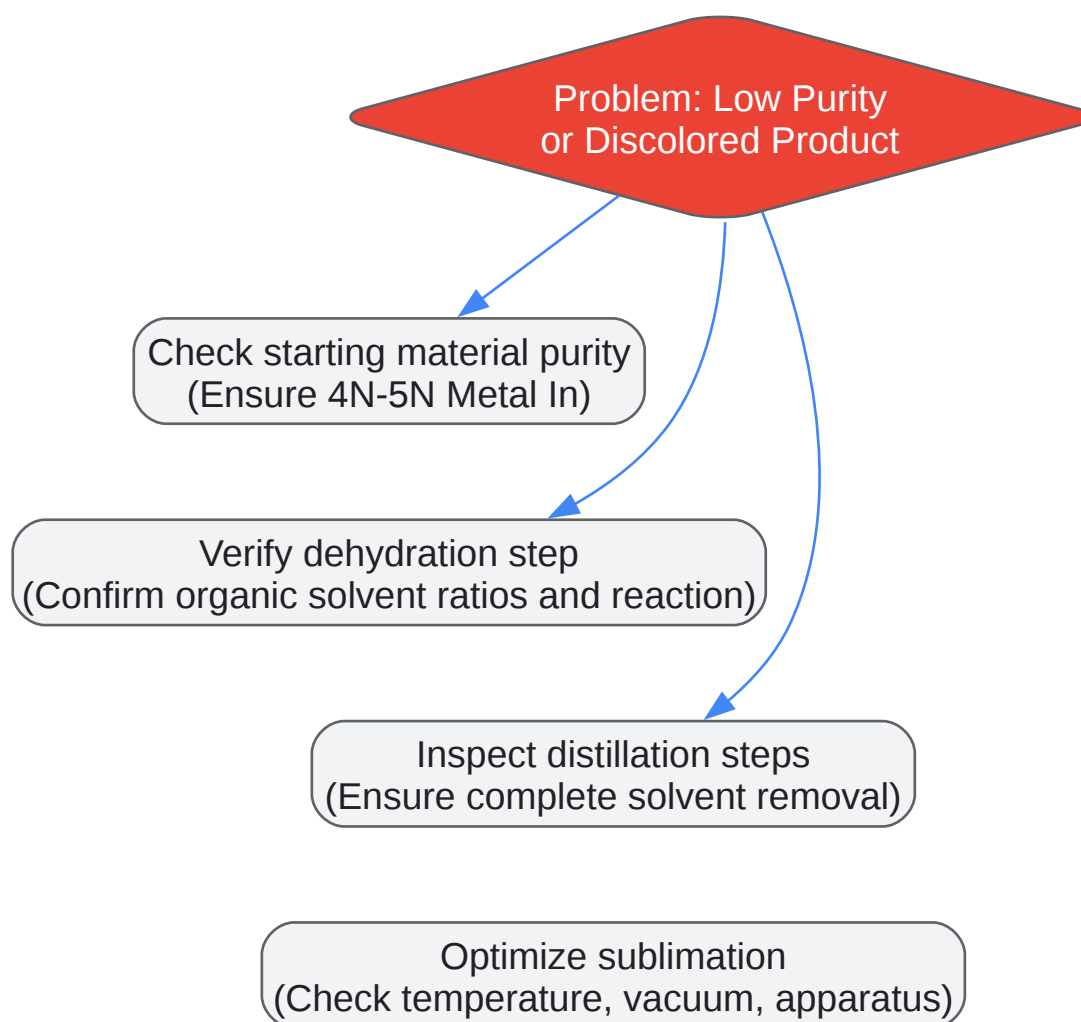 Problem: Low Purity
or Discolored Product
Check starting material purity
(Ensure 4N-5N Metal In)
Verify dehydration step
(Confirm organic solvent ratios and reaction)
Inspect distillation steps
(Ensure complete solvent removal)
Optimize sublimation
(Check temperature, vacuum, apparatus)